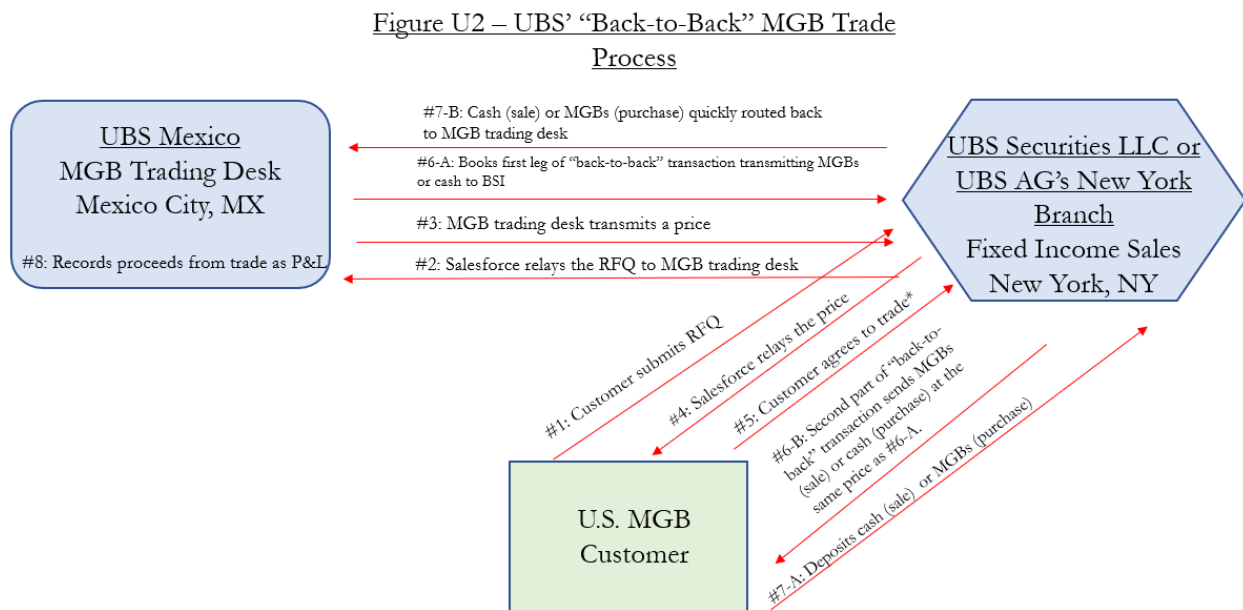 Figure U2 – UBS’ “Back-to-Back” MGB Trade
Process
UBS Mexico
MGB Trading Desk
Mexico City, MX
#8: Records proceeds from trade as P&L
#7-B: Cash (sale) or MGBs (purchase) quickly routed back
to MGB trading desk
#6-A: Books first leg of “back-to-back” transaction transmitting MGBs
or cash to BSI
#3: MGB trading desk transmits a price
#2: Salesforce relays the RFQ to MGB trading desk
UBS Securities LLC or
UBS AG’s New York
Branch
Fixed Income Sales
New York, NY
#1: Customer submits RFQ
#4: Salesforce relays the price
#5: Customer agrees to trade*
#6-B: Second part of “back-to-
back” transaction sends MGBs
(sale) or cash (purchase) at the
same price as #6-A.
#7-A: Deposits cash (sale) or MGBs (purchase)
U.S. MGB
Customer